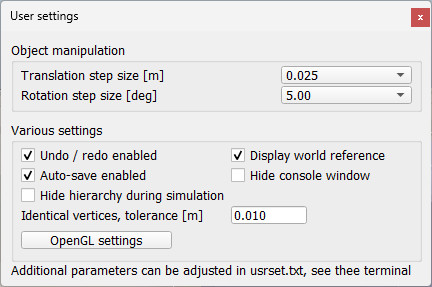 User settings
Object manipulation
Translation step size [m] 0.025
Rotation step size [deg] 5.00
Various settings
Undo / redo enabled Display world reference
Auto-save enabled Hide console window
Hide hierarchy during simulation
Identical vertices, tolerance [m] 0.010
OpenGL settings
Additional parameters can be adjusted in usrset.txt, see thee terminal